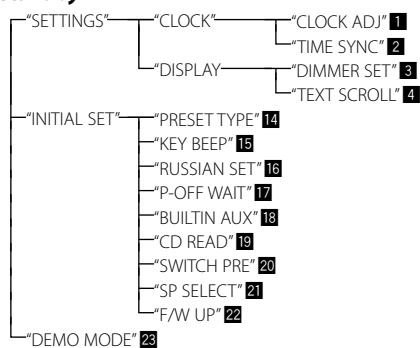 "SETTINGS" "CLOCK" "CLOCK ADJ" 1
"TIME SYNC" 2
"DISPLAY "DIMMER SET" 3
"TEXT SCROLL" 4
"INITIAL SET" "PRESET TYPE" 14
"KEY BEEP" 15
"RUSSIAN SET" 16
"P-OFF WAIT" 17
"BUILTIN AUX" 18
"CD READ" 19
"SWITCH PRE" 20
"SP SELECT" 21
"F/W UP" 22
"DEMO MODE" 23